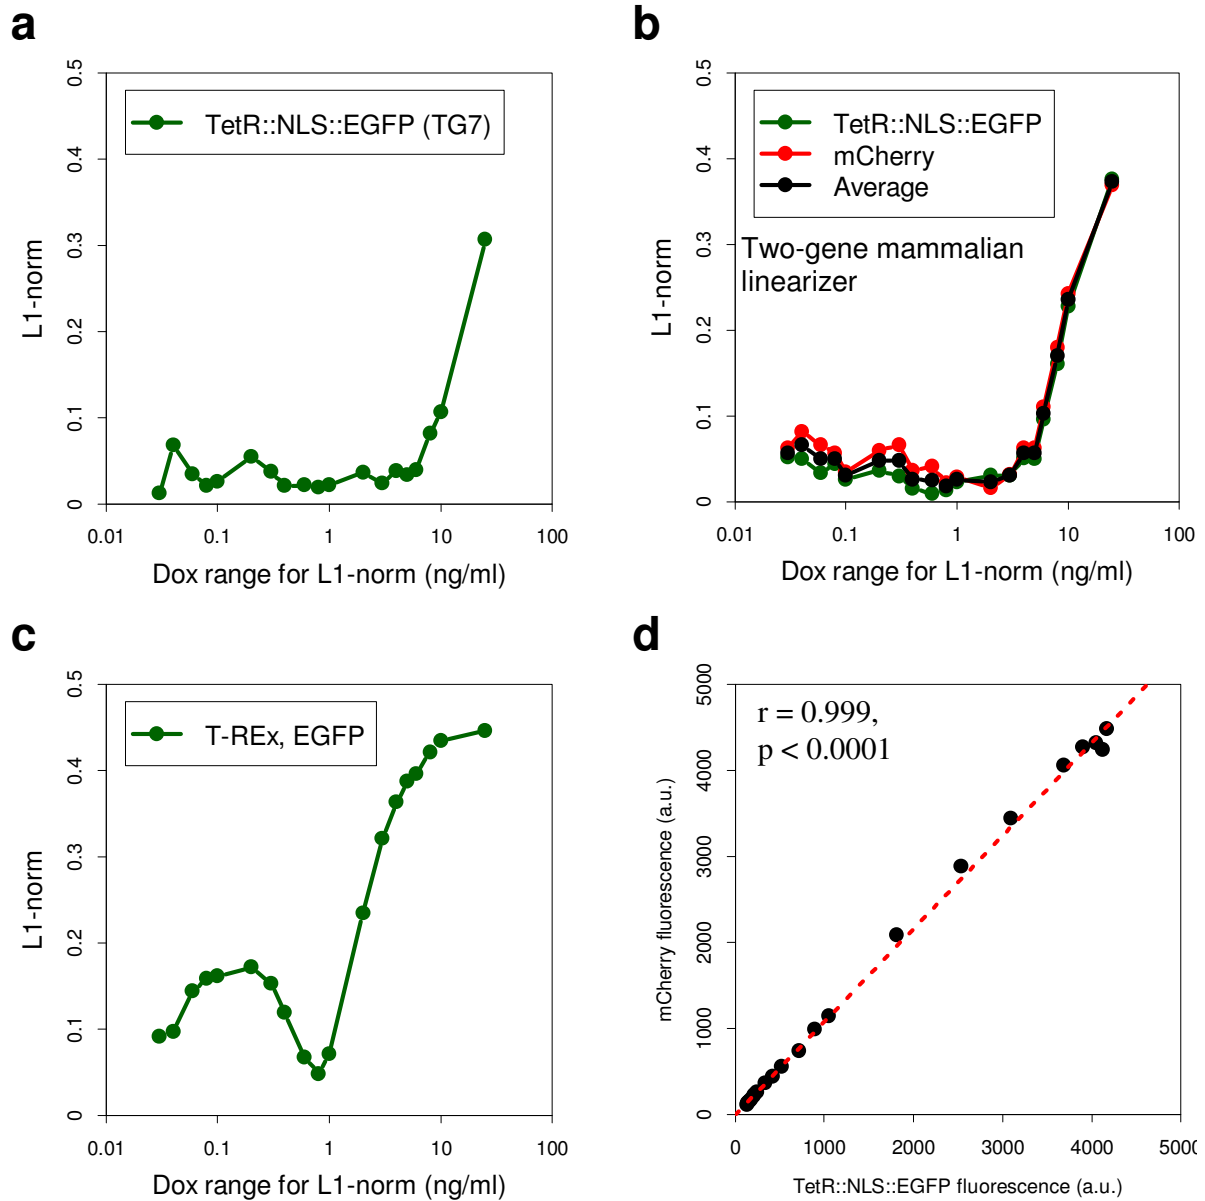 a
0.5
0.4
0.3
0.2
0.1
0
L1-norm
TetR::NLS::EGFP (TG7)
0.01 0.1 1 10 100
Dox range for L1-norm (ng/ml)
b
0.5
0.4
0.3
0.2
0.1
0
L1-norm
TetR::NLS::EGFP
mCherry
Average
Two-gene mammalian
linearizer
0.01 0.1 1 10 100
Dox range for L1-norm (ng/ml)
c
0.5
0.4
0.3
0.2
0.1
0
L1-norm
T-REx, EGFP
0.01 0.1 1 10 100
Dox range for L1-norm (ng/ml)
d
5000
4000
3000
2000
1000
0
mCherry fluorescence (a.u.)
r = 0.999,
p < 0.0001
0 1000 2000 3000 4000 5000
TetR::NLS::EGFP fluorescence (a.u.)